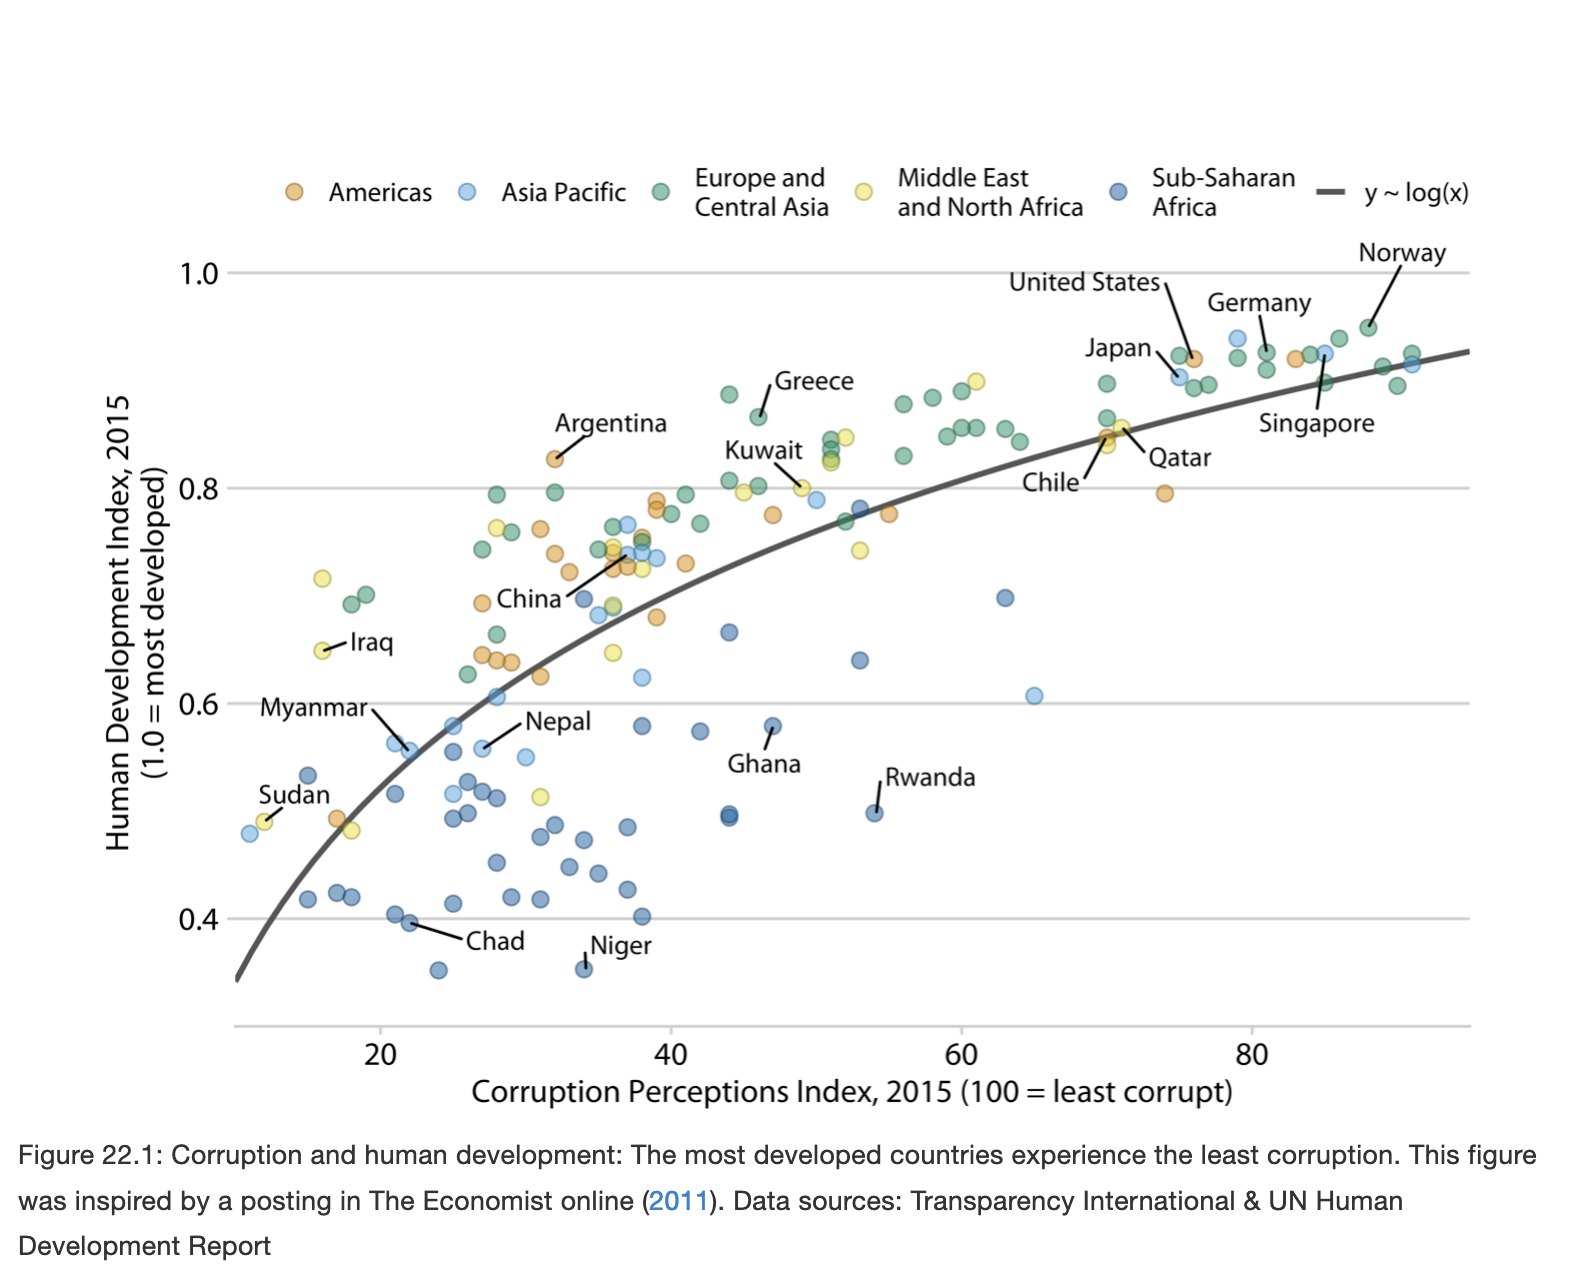 Americas
Asia Pacific
Europe and
Central Asia
Middle East
and North Africa
Sub-Saharan
Africa
y ~ log(x)
Human Development Index, 2015
(1.0 = most developed)
1.0
0.8
0.6
0.4
Norway
United States
Germany
Japan
Greece
Argentina
Singapore
Kuwait
Qatar
Chile
China
Iraq
Myanmar
Nepal
Ghana
Rwanda
Sudan
Chad
Niger
20
40
60
80
Corruption Perceptions Index, 2015 (100 = least corrupt)
Figure 22.1: Corruption and human development: The most developed countries experience the least corruption. This figure
was inspired by a posting in The Economist online (2011). Data sources: Transparency International & UN Human
Development Report